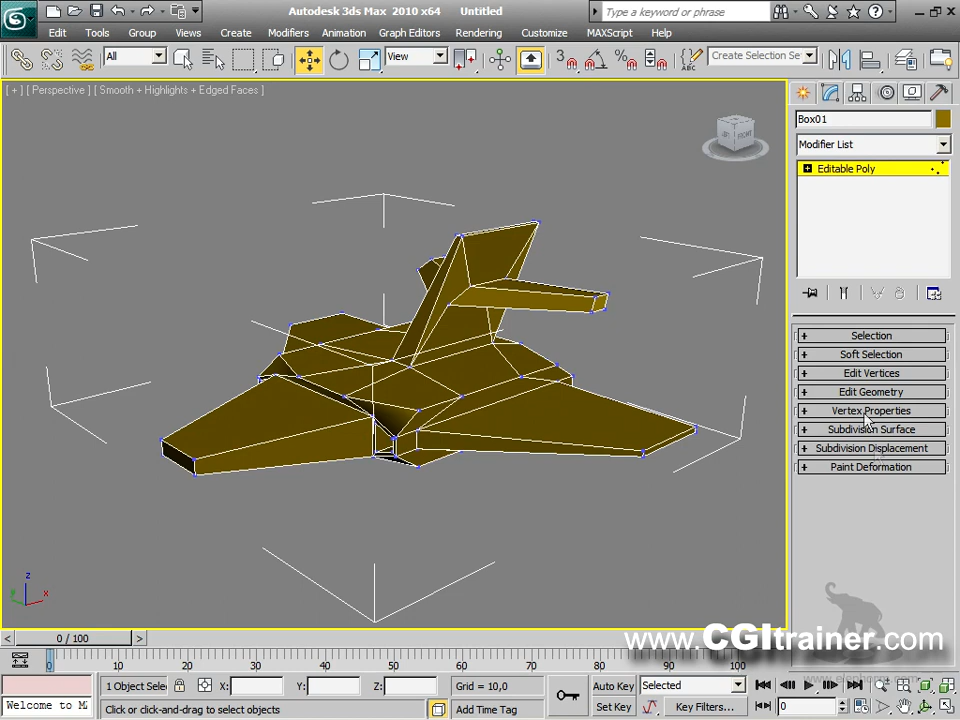 Autodesk 3ds Max 2010 x64 Untitled
Type a keyword or phrase
Edit Tools Group Views Create Modifiers Animation Graph Editors Rendering Customize MAXScript Help
All View 3 Create Selection Se
[ + ] [ Perspective ] [ Smooth + Highlights + Edged Faces ]
Box01
Modifier List
Editable Poly
+ Selection
+ Soft Selection
+ Edit Vertices
+ Edit Geometry
+ Vertex Properties
+ Subdivision Surface
+ Subdivision Displacement
+ Paint Deformation
z
x
y
< 0 / 100 >
www.CGItrainer.com
0 10 20 30 40 50 60 70 80 90 100
1 Object Selec X: Y: Z: Grid = 10,0 Auto Key Selected
Welcome to MA Click or click-and-drag to select objects Add Time Tag Set Key Key Filters... 0